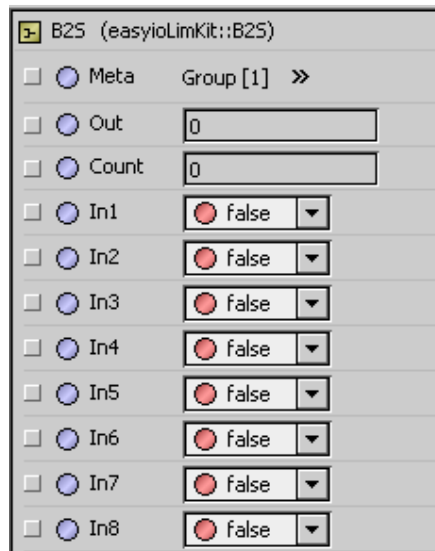 B2S (easyioLimKit::B2S)
Meta Group [1] »
Out 0
Count 0
In1 false
In2 false
In3 false
In4 false
In5 false
In6 false
In7 false
In8 false